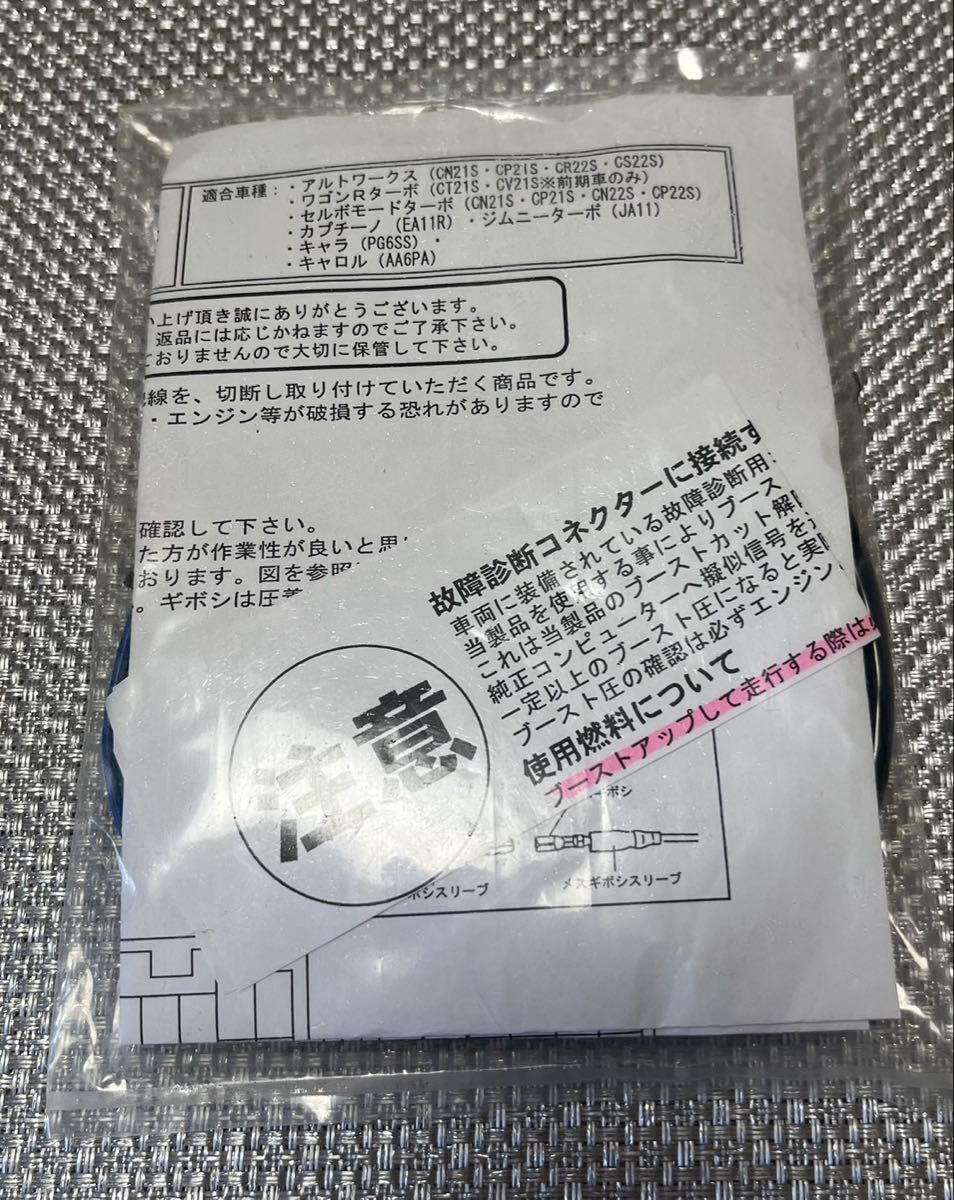 適合車種：・アルトワークス（CN21S・CP21S・CR22S・CS22S）
・ワゴンＲターボ（CT21S・CV21S※前期車のみ）
・セルボモードターボ（CN21S・CP21S・CN22S・CP22S）
・カプチーノ（EA11R）・ジムニーターボ（JA11）
・キャラ（PG6SS）・
・キャロル（AA6PA）
い上げ頂き誠にありがとうございます。
返品には応じかねますのでご了承下さい。
ておりませんので大切に保管して下さい。
線を、切断し取り付けていただく商品です。
・エンジン等が破損する恐れがありますので
確認して下さい。
た方が作業性が良いと思
おります。図を参照
。ギボシは圧着
故障診断コネクターに接続す
車両に装備されている故障診断用
当製品を使用する事によりブース
これは当製品のブーストカット解
純正コンピューターへ擬似信号を
一定以上のブースト圧になると実
ブースト圧の確認は必ずエンジン
使用燃料について
ブーストアップして走行する際は
注意
ギボシ
ボシスリーブ
メスギボシスリーブ